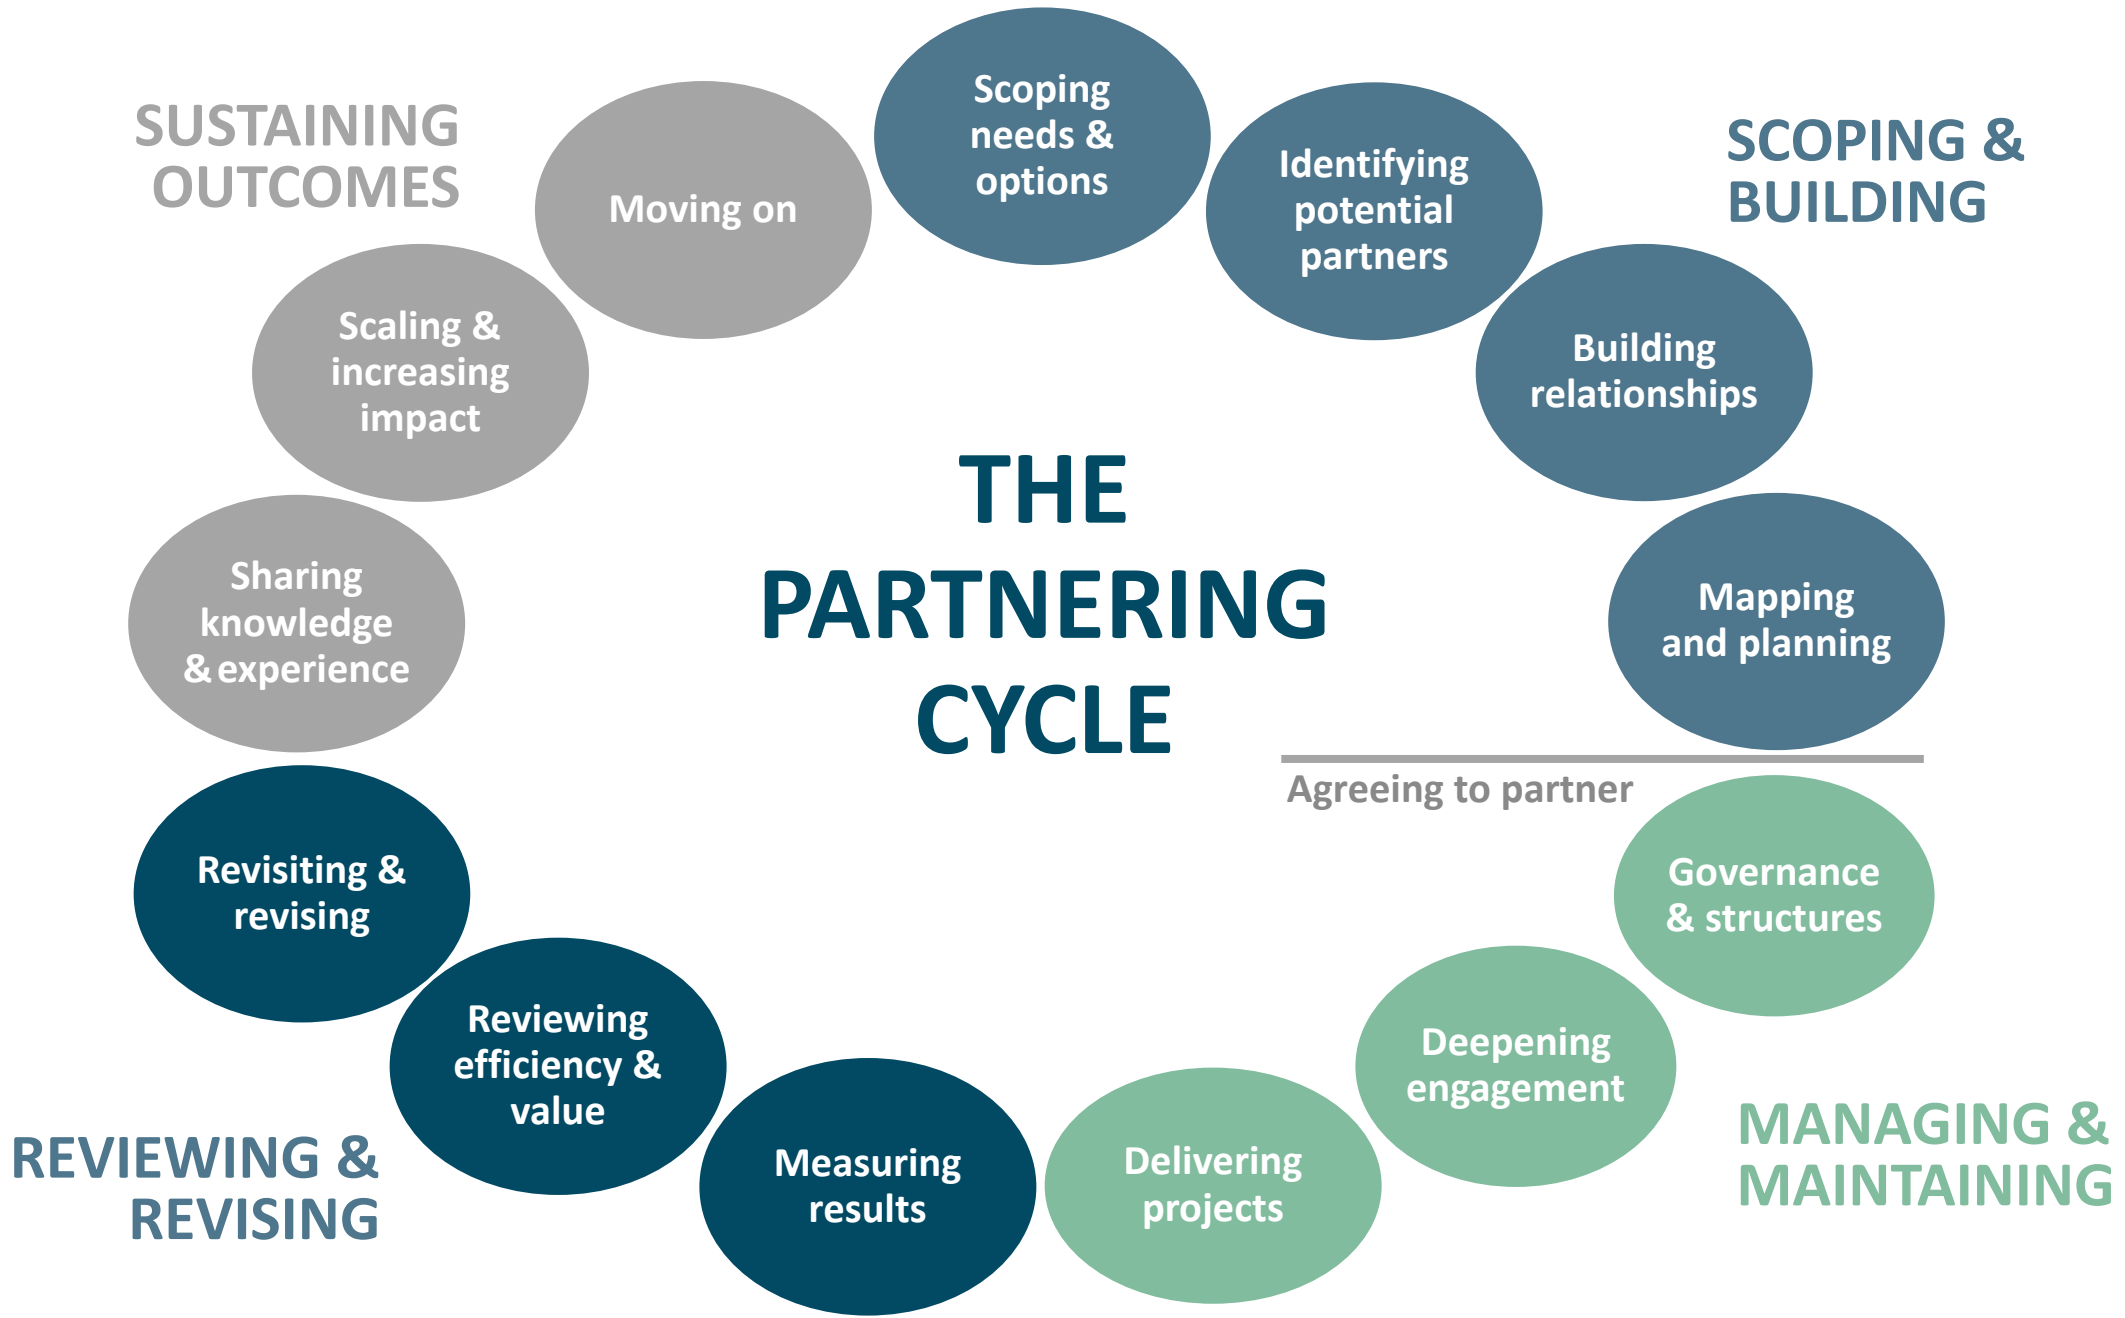 SUSTAINING
OUTCOMES
SCOPING &
BUILDING
Scoping
needs &
options
Identifying
potential
partners
Building
relationships
Mapping
and planning
THE
PARTNERING
CYCLE
Agreeing to partner
Governance
& structures
Deepening
engagement
Delivering
projects
MANAGING &
MAINTAINING
Measuring
results
Reviewing
efficiency &
value
Revisiting &
revising
REVIEWING &
REVISING
Sharing
knowledge
& experience
Scaling &
increasing
impact
Moving on